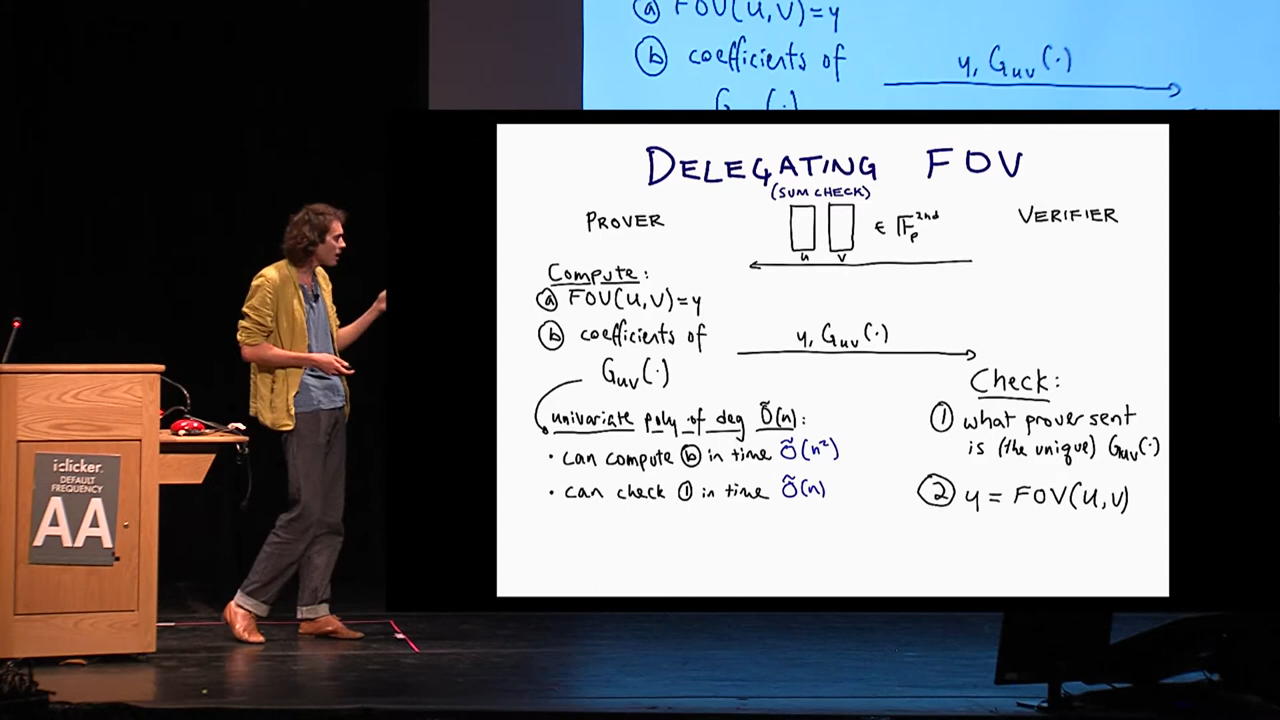 ⓐ FOV(U,V)=y
ⓑ coefficients of
y, Guv(·)
Guv(·)
DELEGATING FOV
(SUM CHECK)
PROVER
VERIFIER
u v ∈ 𝔽p^2nd
Compute:
ⓐ FOV(U,V)=y
ⓑ coefficients of
Guv(·)
y, Guv(·)
univariate poly of deg Õ(n):
· can compute ⓑ in time Õ(n²)
· can check ① in time Õ(n)
Check:
① what prover sent
is (the unique) Guv(·)
② y = FOV(U,V)
iclicker.
DEFAULT
FREQUENCY
AA